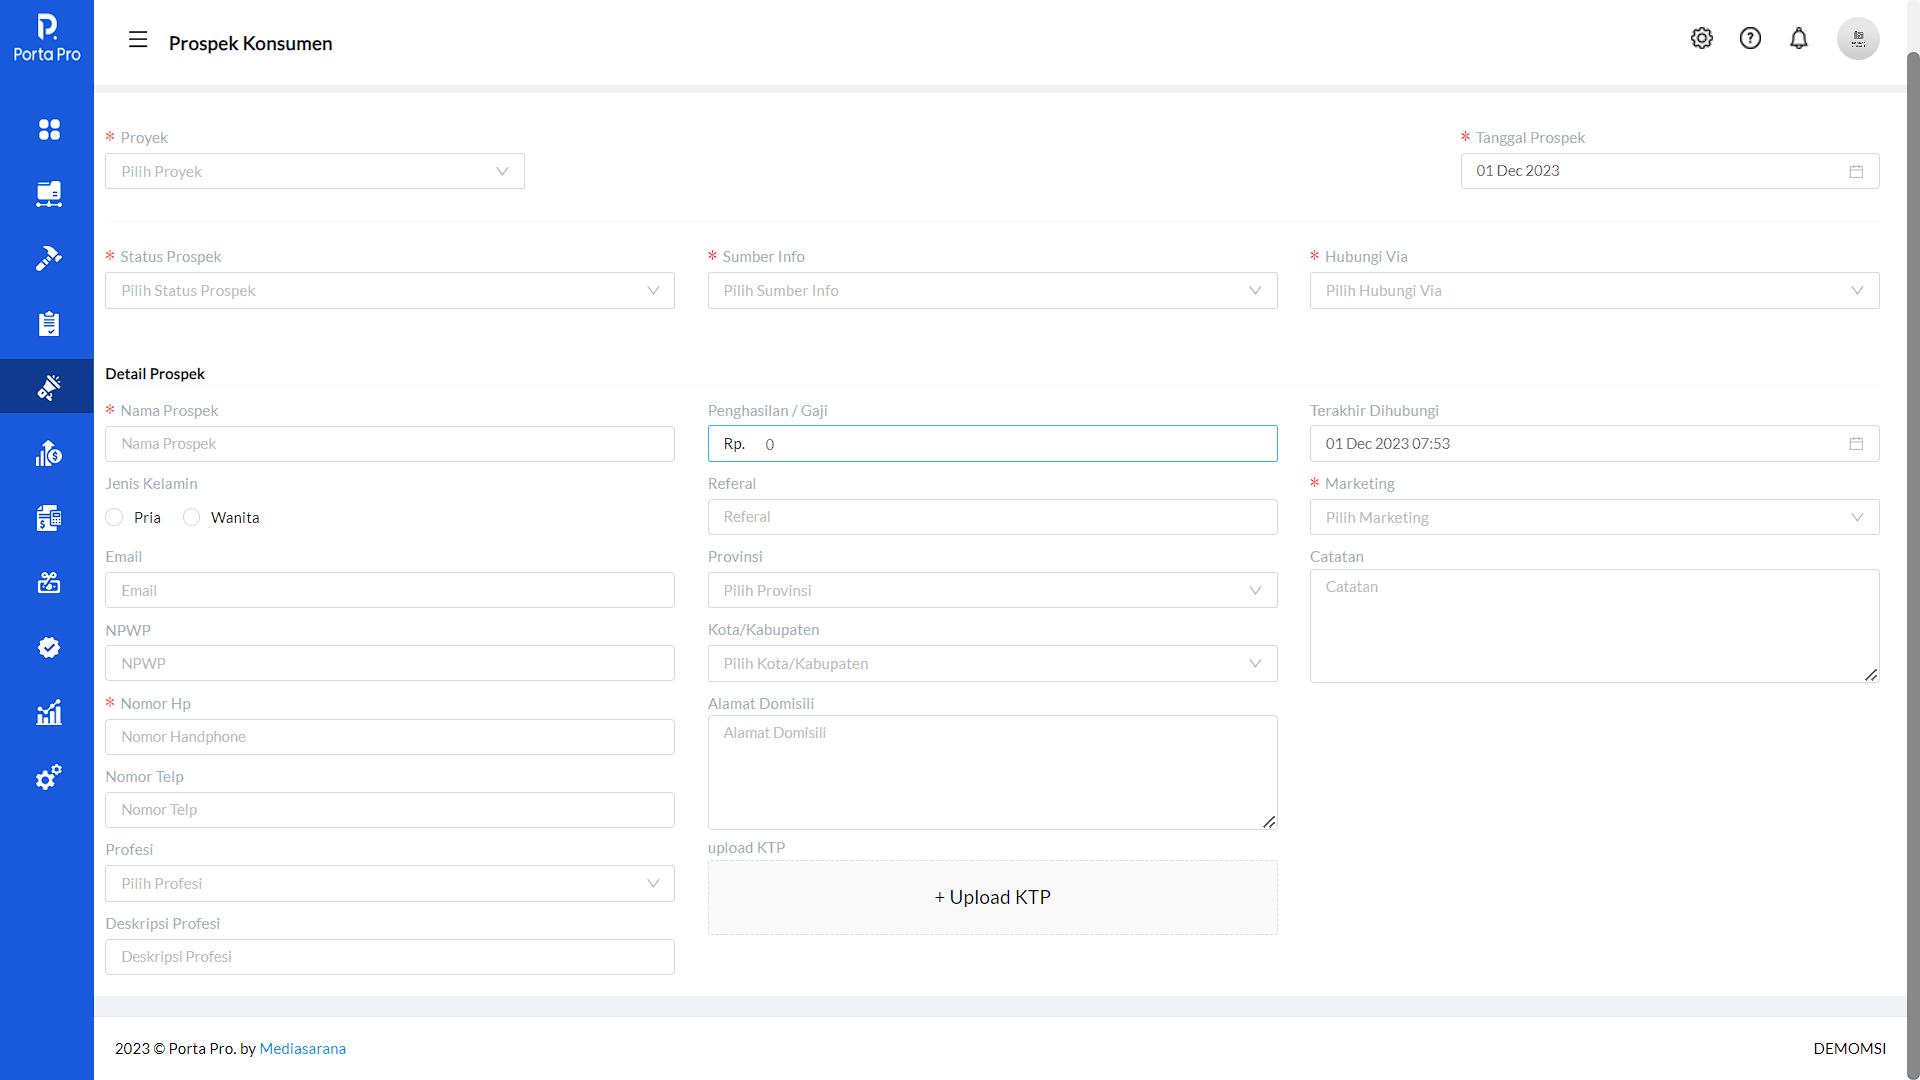 Porta Pro
Prospek Konsumen
* Proyek
Pilih Proyek
* Tanggal Prospek
01 Dec 2023
* Status Prospek
Pilih Status Prospek
* Sumber Info
Pilih Sumber Info
* Hubungi Via
Pilih Hubungi Via
Detail Prospek
* Nama Prospek
Nama Prospek
Jenis Kelamin
Pria Wanita
Email
Email
NPWP
NPWP
* Nomor Hp
Nomor Handphone
Nomor Telp
Nomor Telp
Profesi
Pilih Profesi
Deskripsi Profesi
Deskripsi Profesi
Penghasilan / Gaji
Rp. 0
Referal
Referal
Provinsi
Pilih Provinsi
Kota/Kabupaten
Pilih Kota/Kabupaten
Alamat Domisili
Alamat Domisili
upload KTP
+ Upload KTP
Terakhir Dihubungi
01 Dec 2023 07:53
* Marketing
Pilih Marketing
Catatan
Catatan
2023 © Porta Pro. by Mediasarana
DEMOMSI